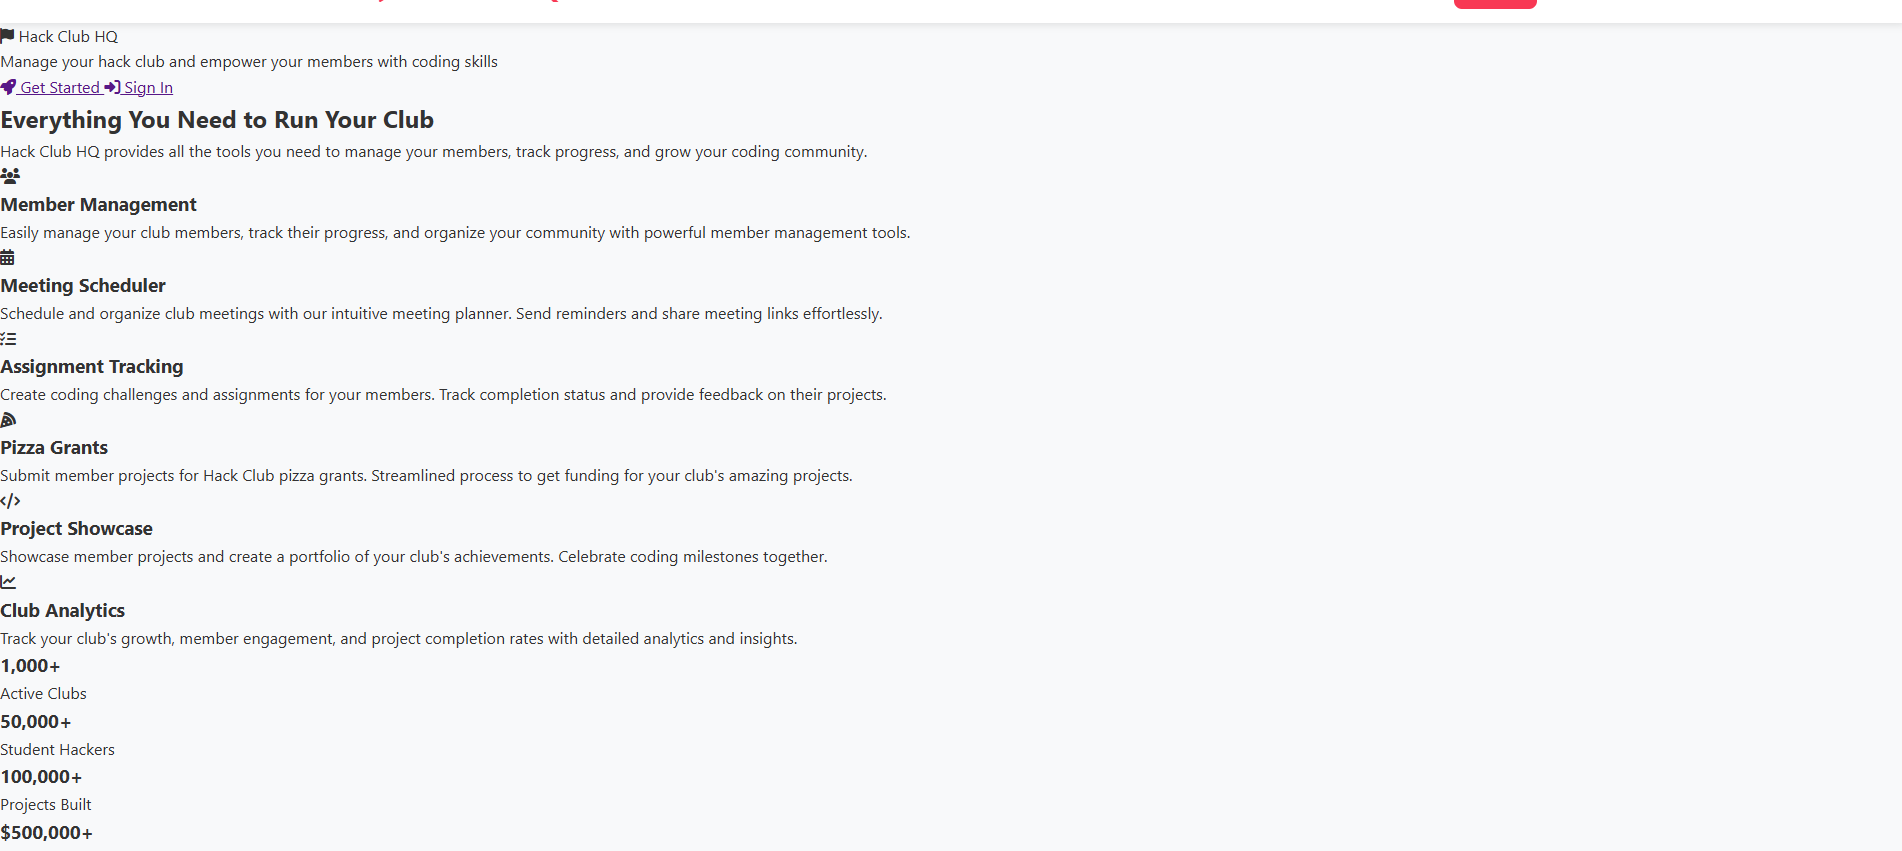 Hack Club HQ
Manage your hack club and empower your members with coding skills
Get Started Sign In
Everything You Need to Run Your Club
Hack Club HQ provides all the tools you need to manage your members, track progress, and grow your coding community.
Member Management
Easily manage your club members, track their progress, and organize your community with powerful member management tools.
Meeting Scheduler
Schedule and organize club meetings with our intuitive meeting planner. Send reminders and share meeting links effortlessly.
Assignment Tracking
Create coding challenges and assignments for your members. Track completion status and provide feedback on their projects.
Pizza Grants
Submit member projects for Hack Club pizza grants. Streamlined process to get funding for your club's amazing projects.
Project Showcase
Showcase member projects and create a portfolio of your club's achievements. Celebrate coding milestones together.
Club Analytics
Track your club's growth, member engagement, and project completion rates with detailed analytics and insights.
1,000+
Active Clubs
50,000+
Student Hackers
100,000+
Projects Built
$500,000+